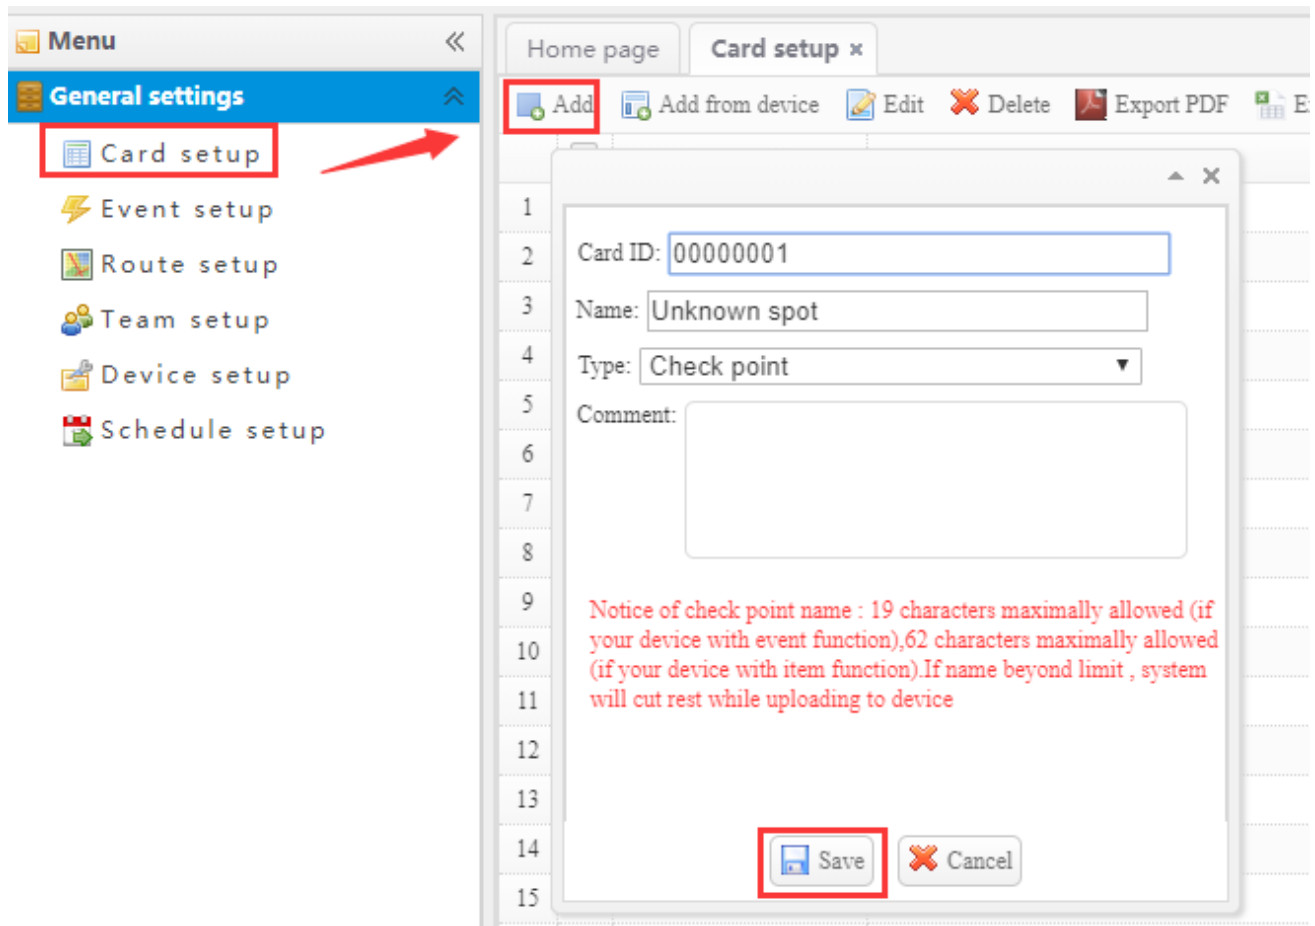 Menu
Home page
Card setup ×
General settings
Add
Add from device
Edit
Delete
Export PDF
Card setup
Event setup
Route setup
Team setup
Device setup
Schedule setup
1
2
3
4
5
6
7
8
9
10
11
12
13
14
15
Card ID: 00000001
Name: Unknown spot
Type: Check point
Comment:
Notice of check point name : 19 characters maximally allowed (if
your device with event function),62 characters maximally allowed
(if your device with item function).If name beyond limit , system
will cut rest while uploading to device
Save
Cancel